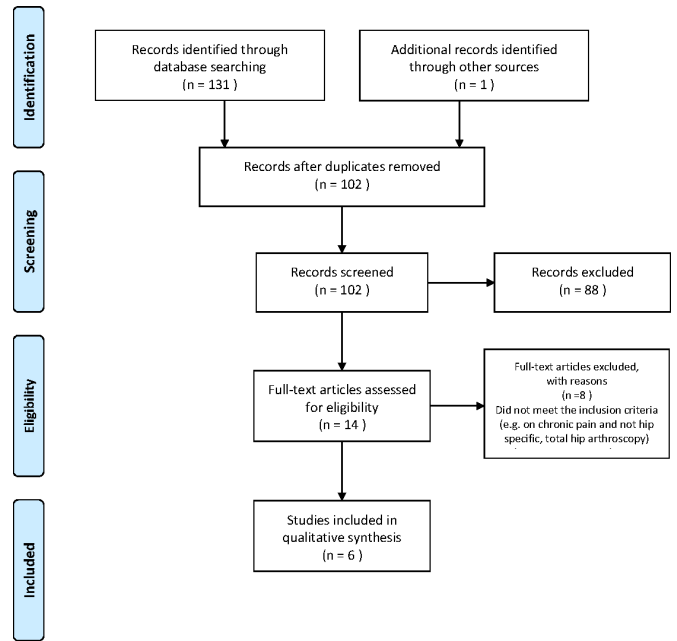 Identification
Records identified through
database searching
(n = 131 )
Additional records identified
through other sources
(n = 1 )
Records after duplicates removed
(n = 102 )
Screening
Records screened
(n = 102 )
Records excluded
(n = 88 )
Eligibility
Full-text articles assessed
for eligibility
(n = 14 )
Full-text articles excluded,
with reasons
(n =8 )
Did not meet the inclusion criteria
(e.g. on chronic pain and not hip
specific, total hip arthroscopy)
Included
Studies included in
qualitative synthesis
(n = 6 )